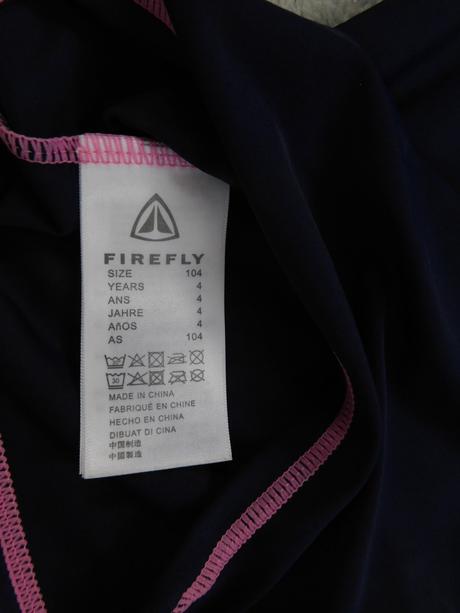 FIREFLY
SIZE 104
YEARS 4
ANS 4
JAHRE 4
AÑOS 4
AS 104
30
MADE IN CHINA
FABRIQUÉ EN CHINE
HECHO EN CHINA
DIBUAT DI CINA
中国制造
中國製造